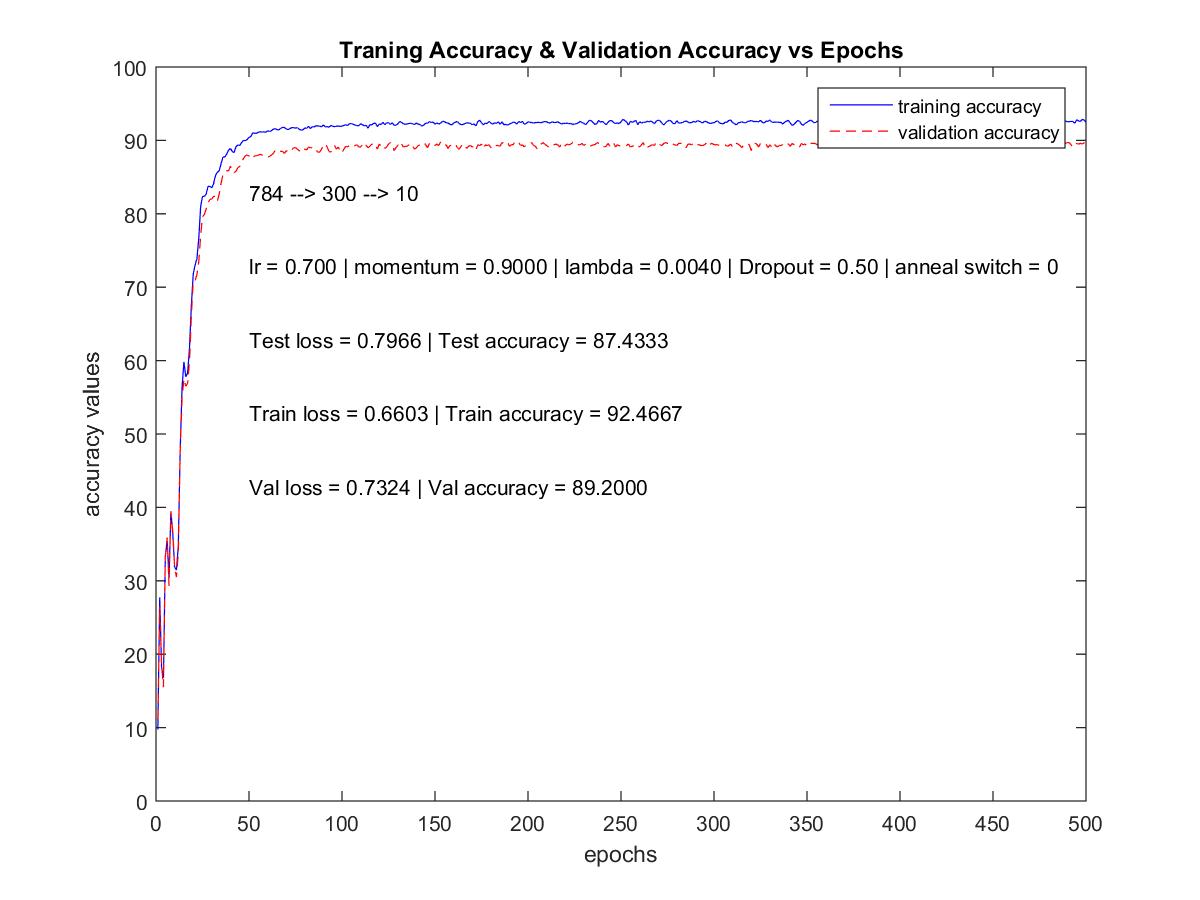 Traning Accuracy & Validation Accuracy vs Epochs
100
90
80
70
60
50
40
30
20
10
0
accuracy values
training accuracy
validation accuracy
784 --> 300 --> 10
lr = 0.700 | momentum = 0.9000 | lambda = 0.0040 | Dropout = 0.50 | anneal switch = 0
Test loss = 0.7966 | Test accuracy = 87.4333
Train loss = 0.6603 | Train accuracy = 92.4667
Val loss = 0.7324 | Val accuracy = 89.2000
0 50 100 150 200 250 300 350 400 450 500
epochs